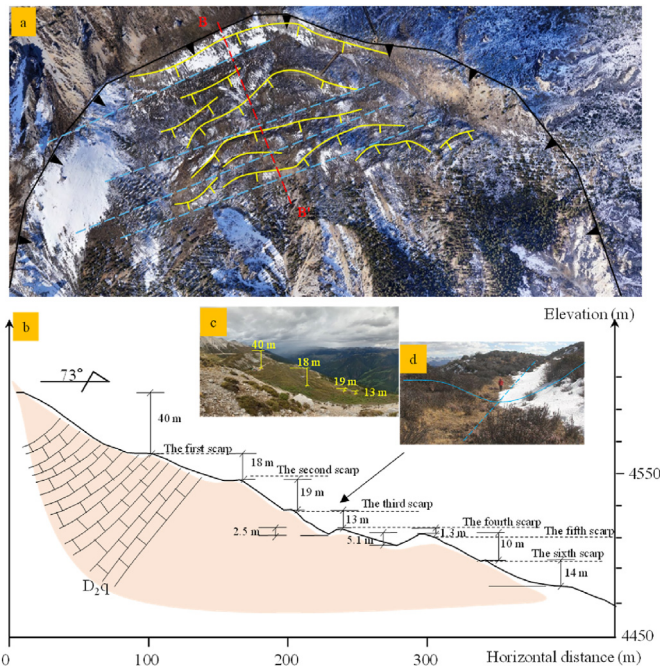 a
B
B'
b
Elevation (m)
c
40 m
18 m
19 m
13 m
d
73°
40 m
The first scarp
18 m
The second scarp
19 m
The third scarp
13 m
The fourth scarp
2.5 m
5.1 m
1.3 m
The fifth scarp
10 m
The sixth scarp
14 m
4550
D₂q
4450
0
100
200
300
Horizontal distance (m)